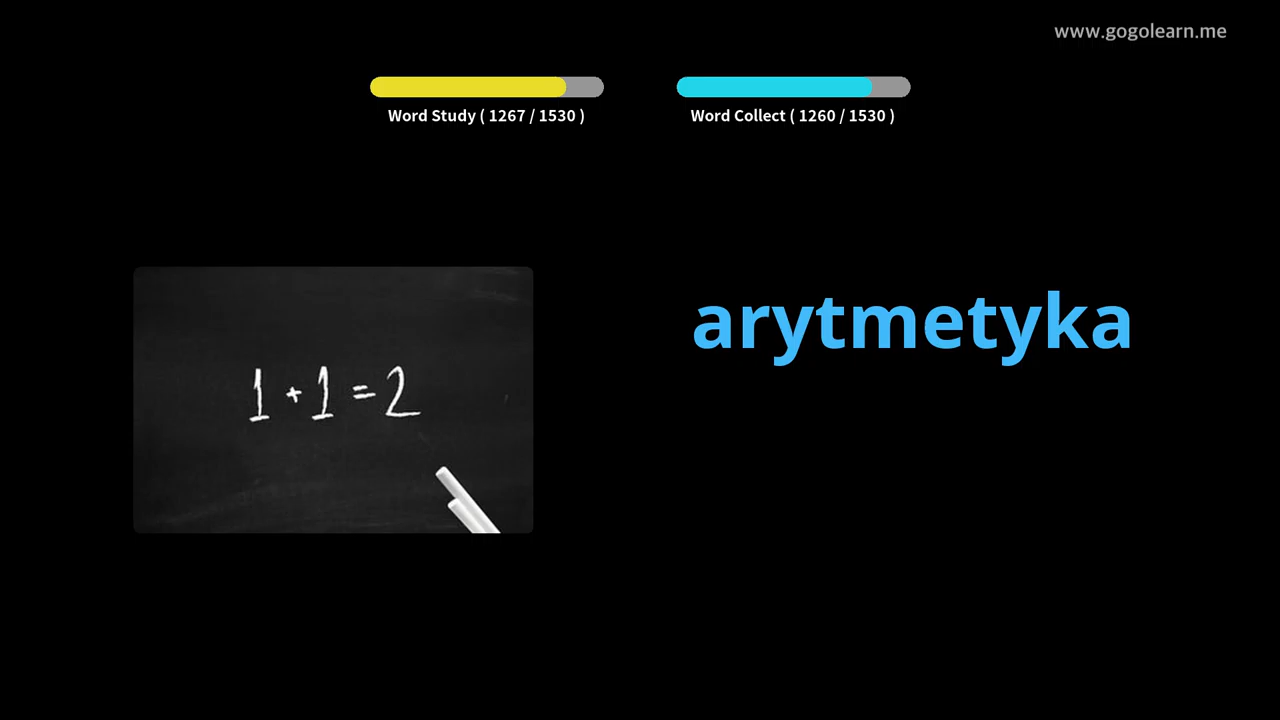 www.gogolearn.me
Word Study ( 1267 / 1530 )
Word Collect ( 1260 / 1530 )
arytmetyka
1 + 1 = 2